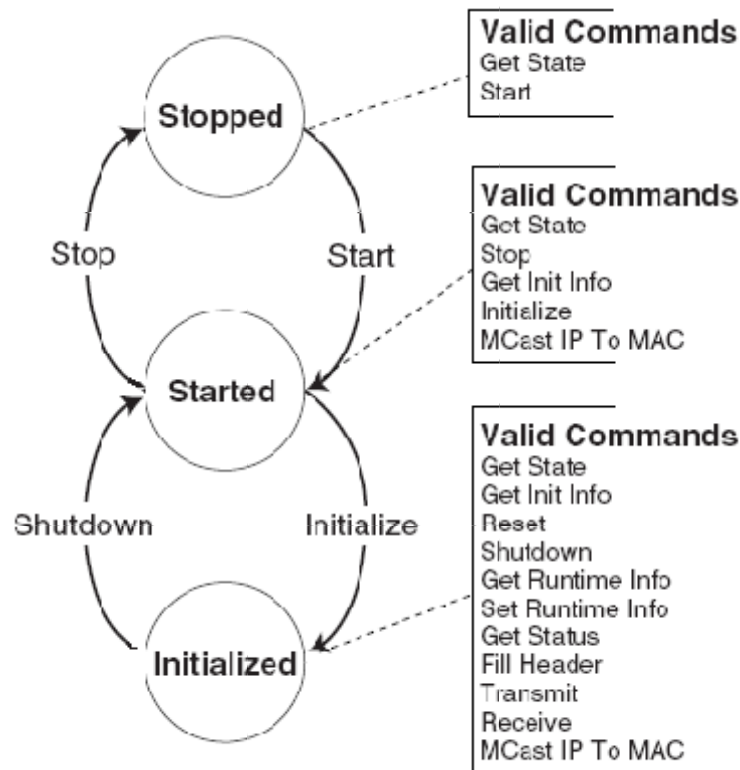 Valid Commands
Get State
Start
Stopped
Stop
Start
Valid Commands
Get State
Stop
Get Init Info
Initialize
MCast IP To MAC
Started
Valid Commands
Get State
Get Init Info
Reset
Shutdown
Get Runtime Info
Set Runtime Info
Get Status
Fill Header
Transmit
Receive
MCast IP To MAC
Shutdown
Initialize
Initialized